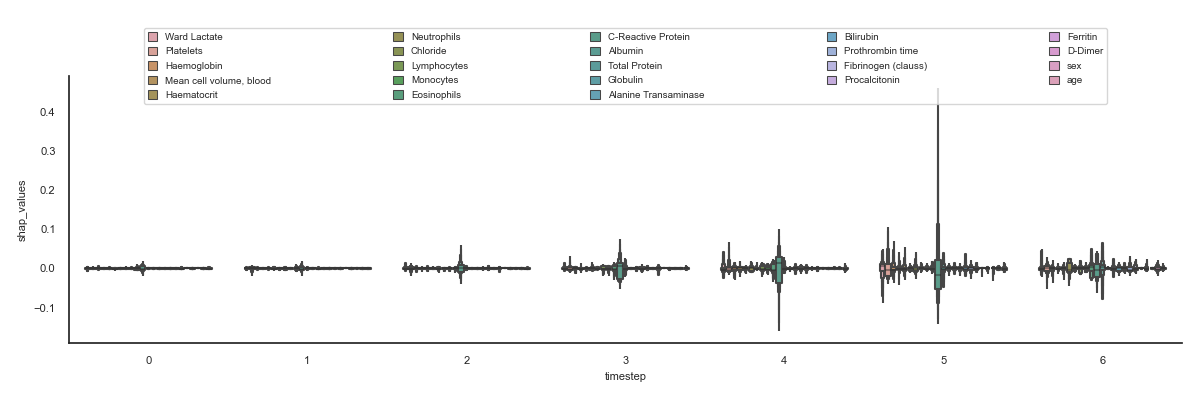 Ward Lactate
Platelets
Haemoglobin
Mean cell volume, blood
Haematocrit
Neutrophils
Chloride
Lymphocytes
Monocytes
Eosinophils
C-Reactive Protein
Albumin
Total Protein
Globulin
Alanine Transaminase
Bilirubin
Prothrombin time
Fibrinogen (clauss)
Procalcitonin
Ferritin
D-Dimer
sex
age
shap_values
0.4
0.3
0.2
0.1
0.0
−0.1
0 1 2 3 4 5 6
timestep